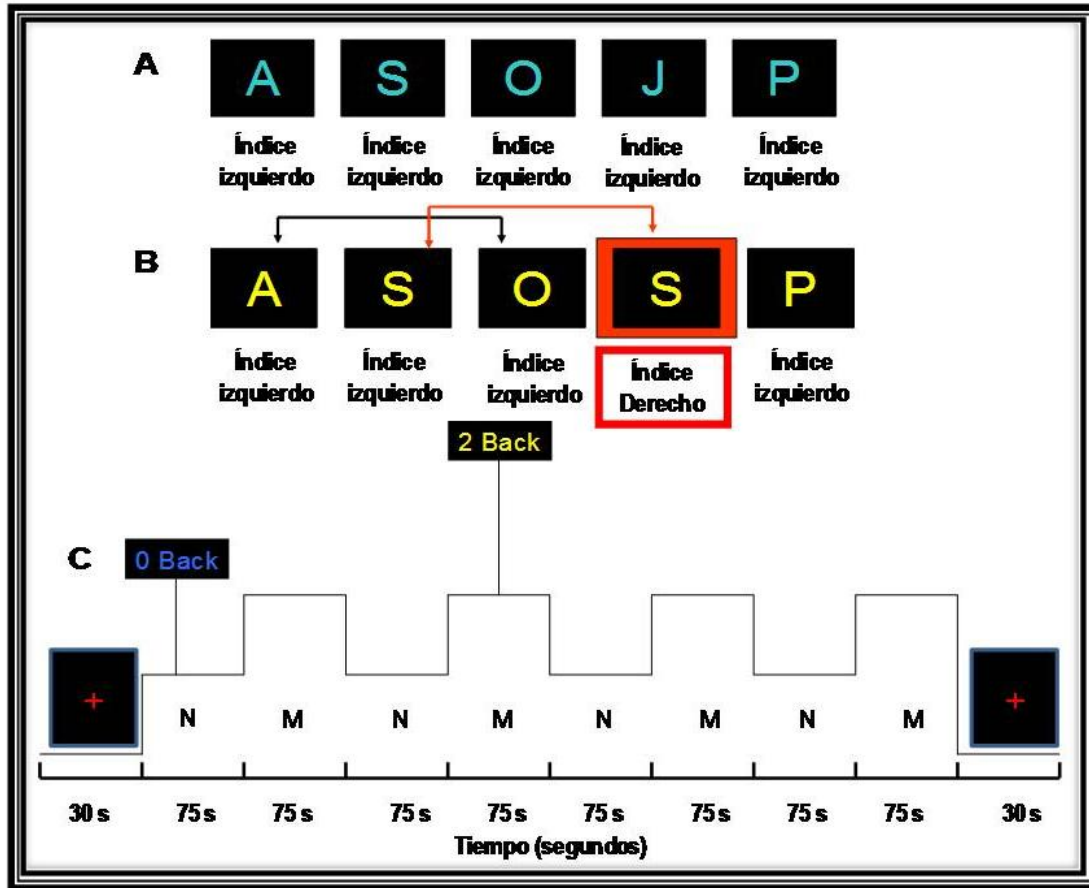 A
A S O J P
Índice izquierdo
Índice izquierdo
Índice izquierdo
Índice izquierdo
Índice izquierdo
B
A S O S P
Índice izquierdo
Índice izquierdo
Índice izquierdo
Índice Derecho
Índice izquierdo
2 Back
C
0 Back
+ N M N M N M N M +
30 s 75 s 75 s 75 s 75 s 75 s 75 s 75 s 75 s 30 s
Tiempo (segundos)